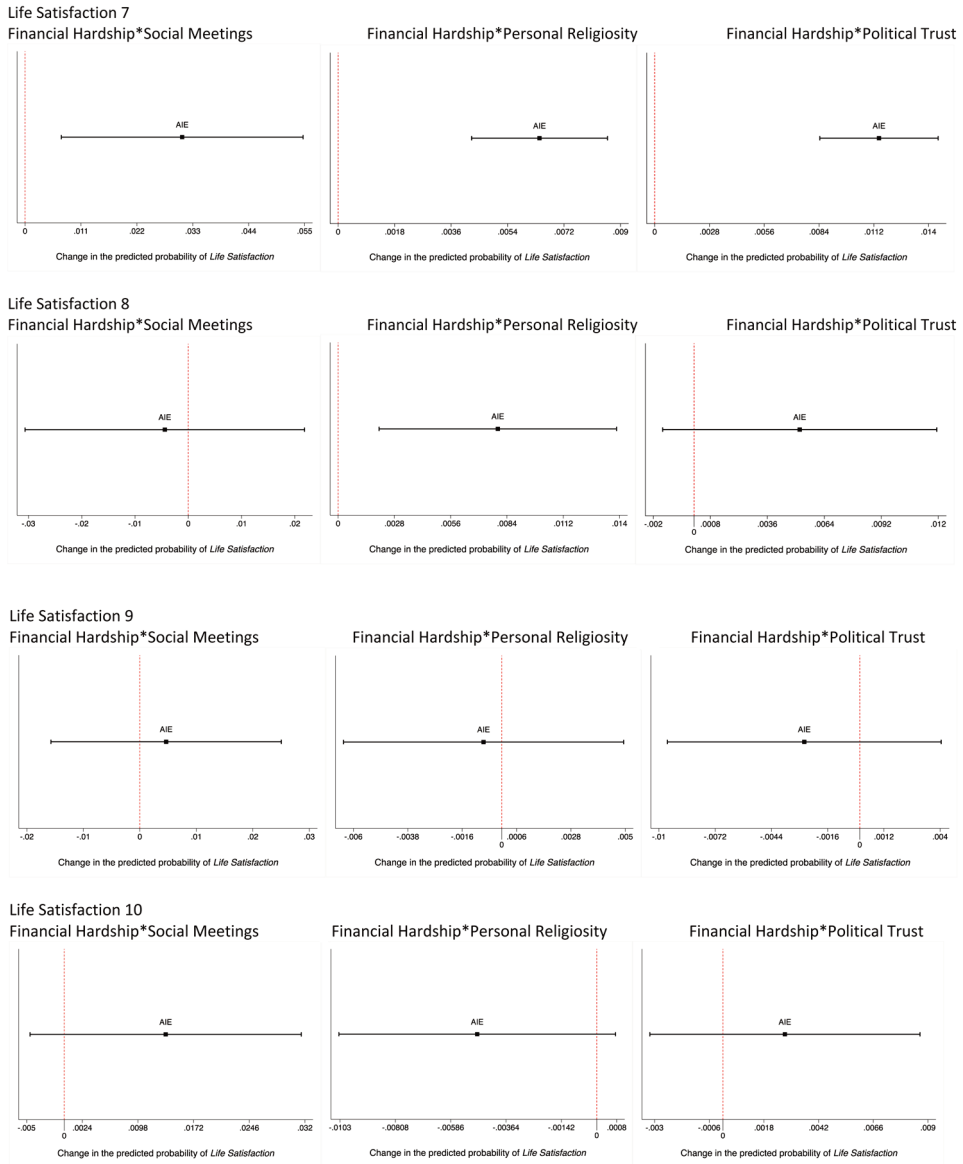 Life Satisfaction 7
Financial Hardship*Social Meetings Financial Hardship*Personal Religiosity Financial Hardship*Political Trust
AIE AIE AIE
0 .011 .022 .033 .044 .055 0 .0018 .0036 .0054 .0072 .009 0 .0028 .0056 .0084 .0112 .014
Change in the predicted probability of Life Satisfaction Change in the predicted probability of Life Satisfaction Change in the predicted probability of Life Satisfaction
Life Satisfaction 8
Financial Hardship*Social Meetings Financial Hardship*Personal Religiosity Financial Hardship*Political Trust
AIE AIE AIE
-.03 -.02 -.01 0 .01 .02 0 .0028 .0056 .0084 .0112 .014 -.002 .0008 .0036 .0064 .0092 .012
0
Change in the predicted probability of Life Satisfaction Change in the predicted probability of Life Satisfaction Change in the predicted probability of Life Satisfaction
Life Satisfaction 9
Financial Hardship*Social Meetings Financial Hardship*Personal Religiosity Financial Hardship*Political Trust
AIE AIE AIE
-.02 -.01 0 .01 .02 .03 -.006 -.0038 -.0016 .0006 .0028 .005 -.01 -.0072 -.0044 -.0016 .0012 .004
0 0
Change in the predicted probability of Life Satisfaction Change in the predicted probability of Life Satisfaction Change in the predicted probability of Life Satisfaction
Life Satisfaction 10
Financial Hardship*Social Meetings Financial Hardship*Personal Religiosity Financial Hardship*Political Trust
AIE AIE AIE
-.005 .0024 .0098 .0172 .0246 .032 -.0103 -.00808 -.00586 -.00364 -.00142 .0008 -.003 -.0006 .0018 .0042 .0066 .009
0 0 0
Change in the predicted probability of Life Satisfaction Change in the predicted probability of Life Satisfaction Change in the predicted probability of Life Satisfaction